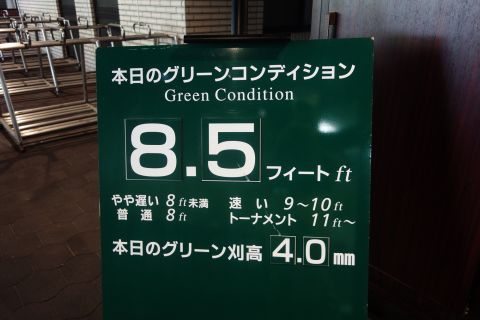 本日のグリーンコンディション
Green Condition
8.5フィート ft
やや遅い 8ft未満 速い 9～10ft
普通 8ft トーナメント 11ft～
本日のグリーン刈高 4.0mm